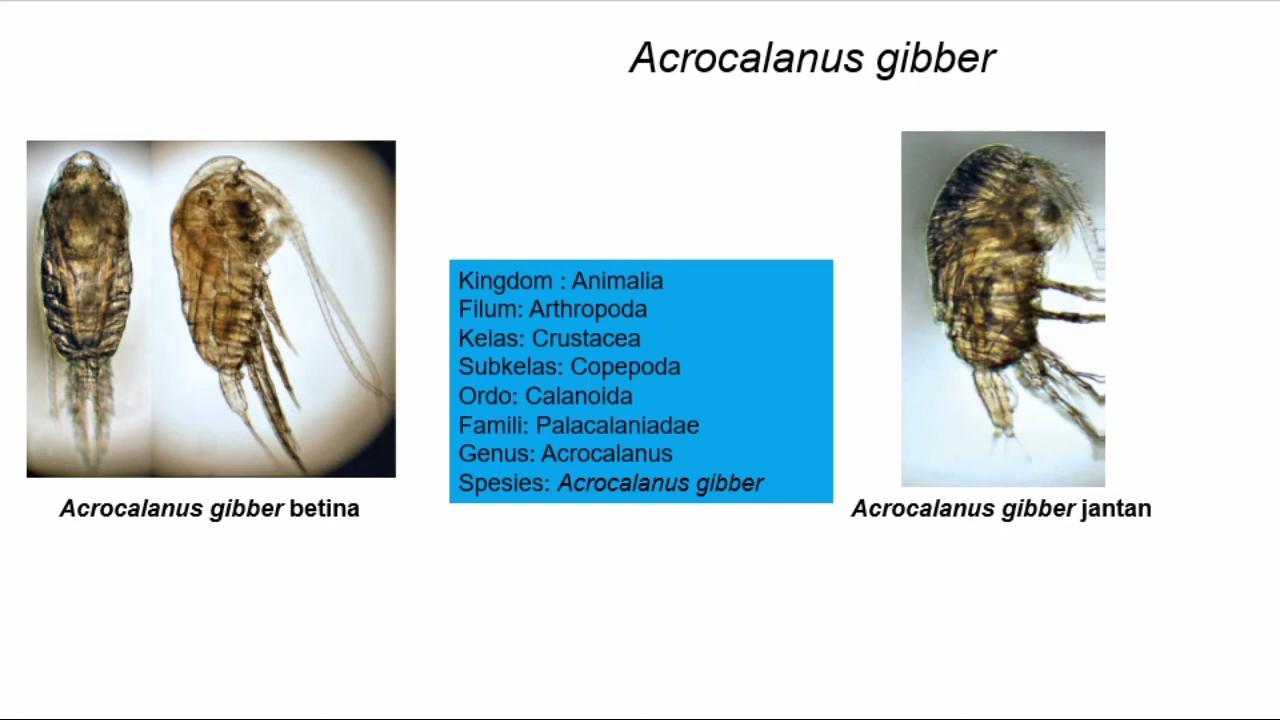 Acrocalanus gibber
Kingdom : Animalia
Filum: Arthropoda
Kelas: Crustacea
Subkelas: Copepoda
Ordo: Calanoida
Famili: Palacalaniadae
Genus: Acrocalanus
Spesies: Acrocalanus gibber
Acrocalanus gibber betina
Acrocalanus gibber jantan